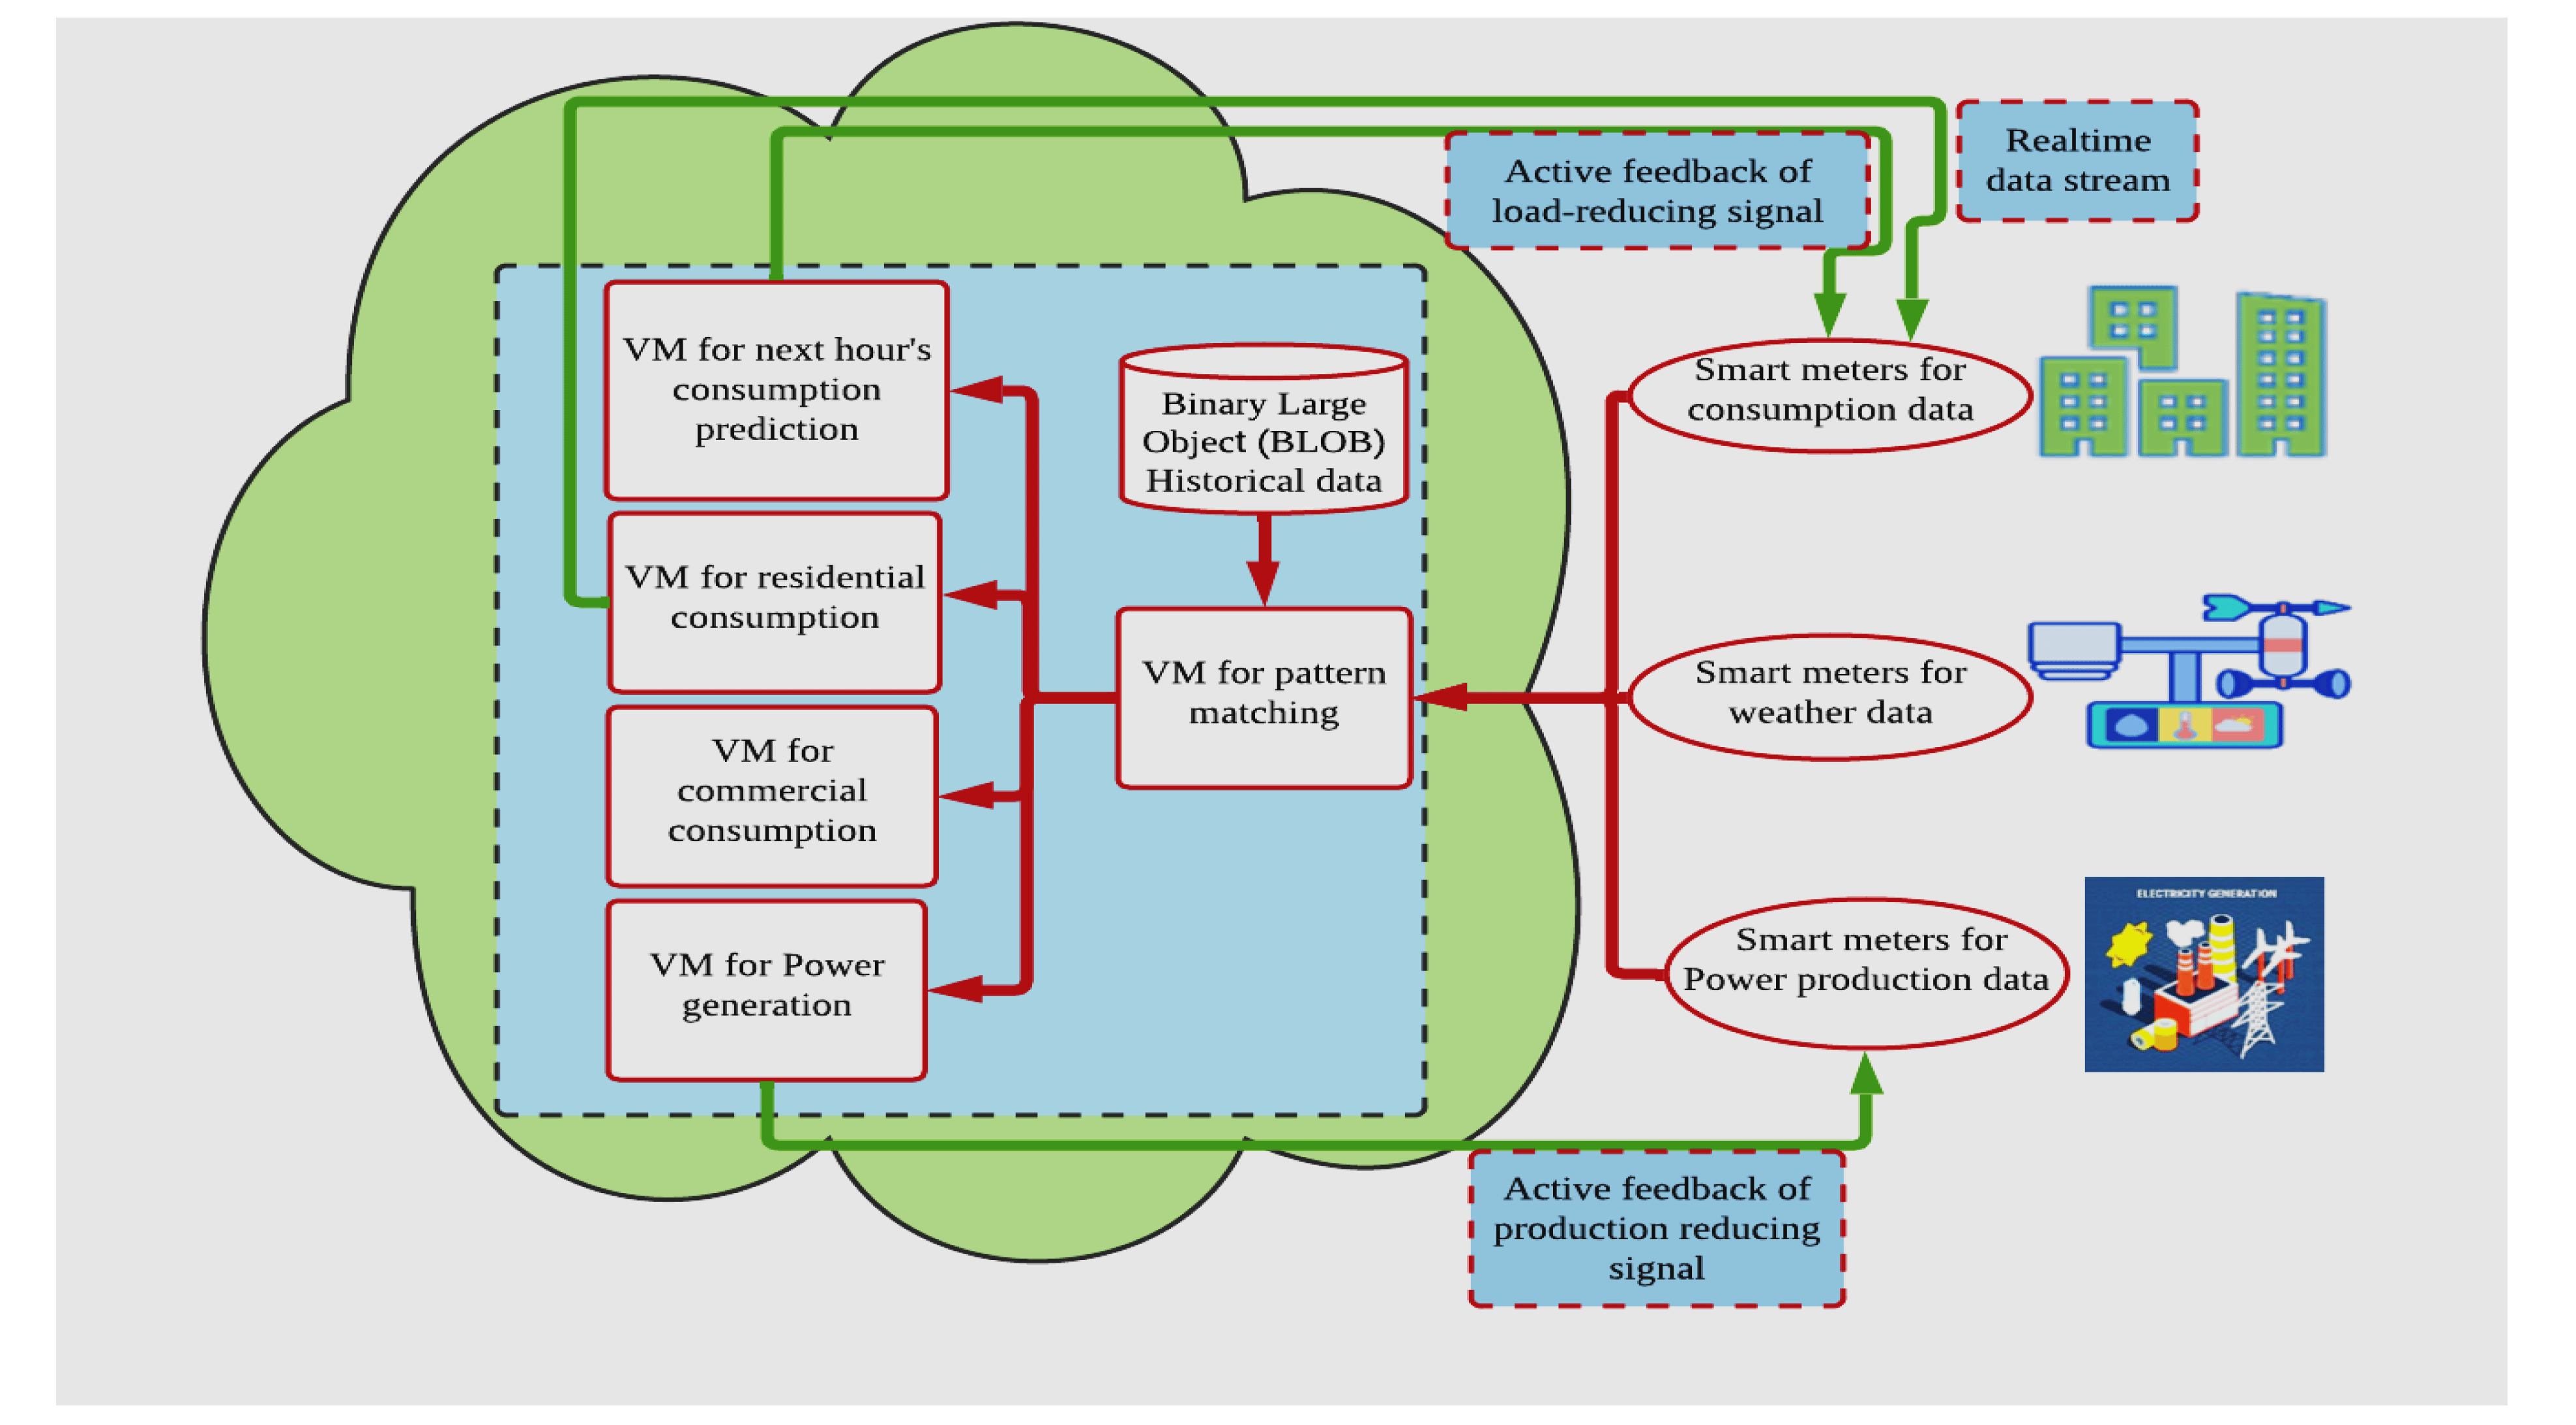 Realtime
data stream
Active feedback of
load-reducing signal
VM for next hour's
consumption
prediction
Binary Large
Object (BLOB)
Historical data
Smart meters for
consumption data
VM for residential
consumption
VM for pattern
matching
Smart meters for
weather data
VM for
commercial
consumption
VM for Power
generation
Smart meters for
Power production data
ELECTRICITY GENERATION
Active feedback of
production reducing
signal